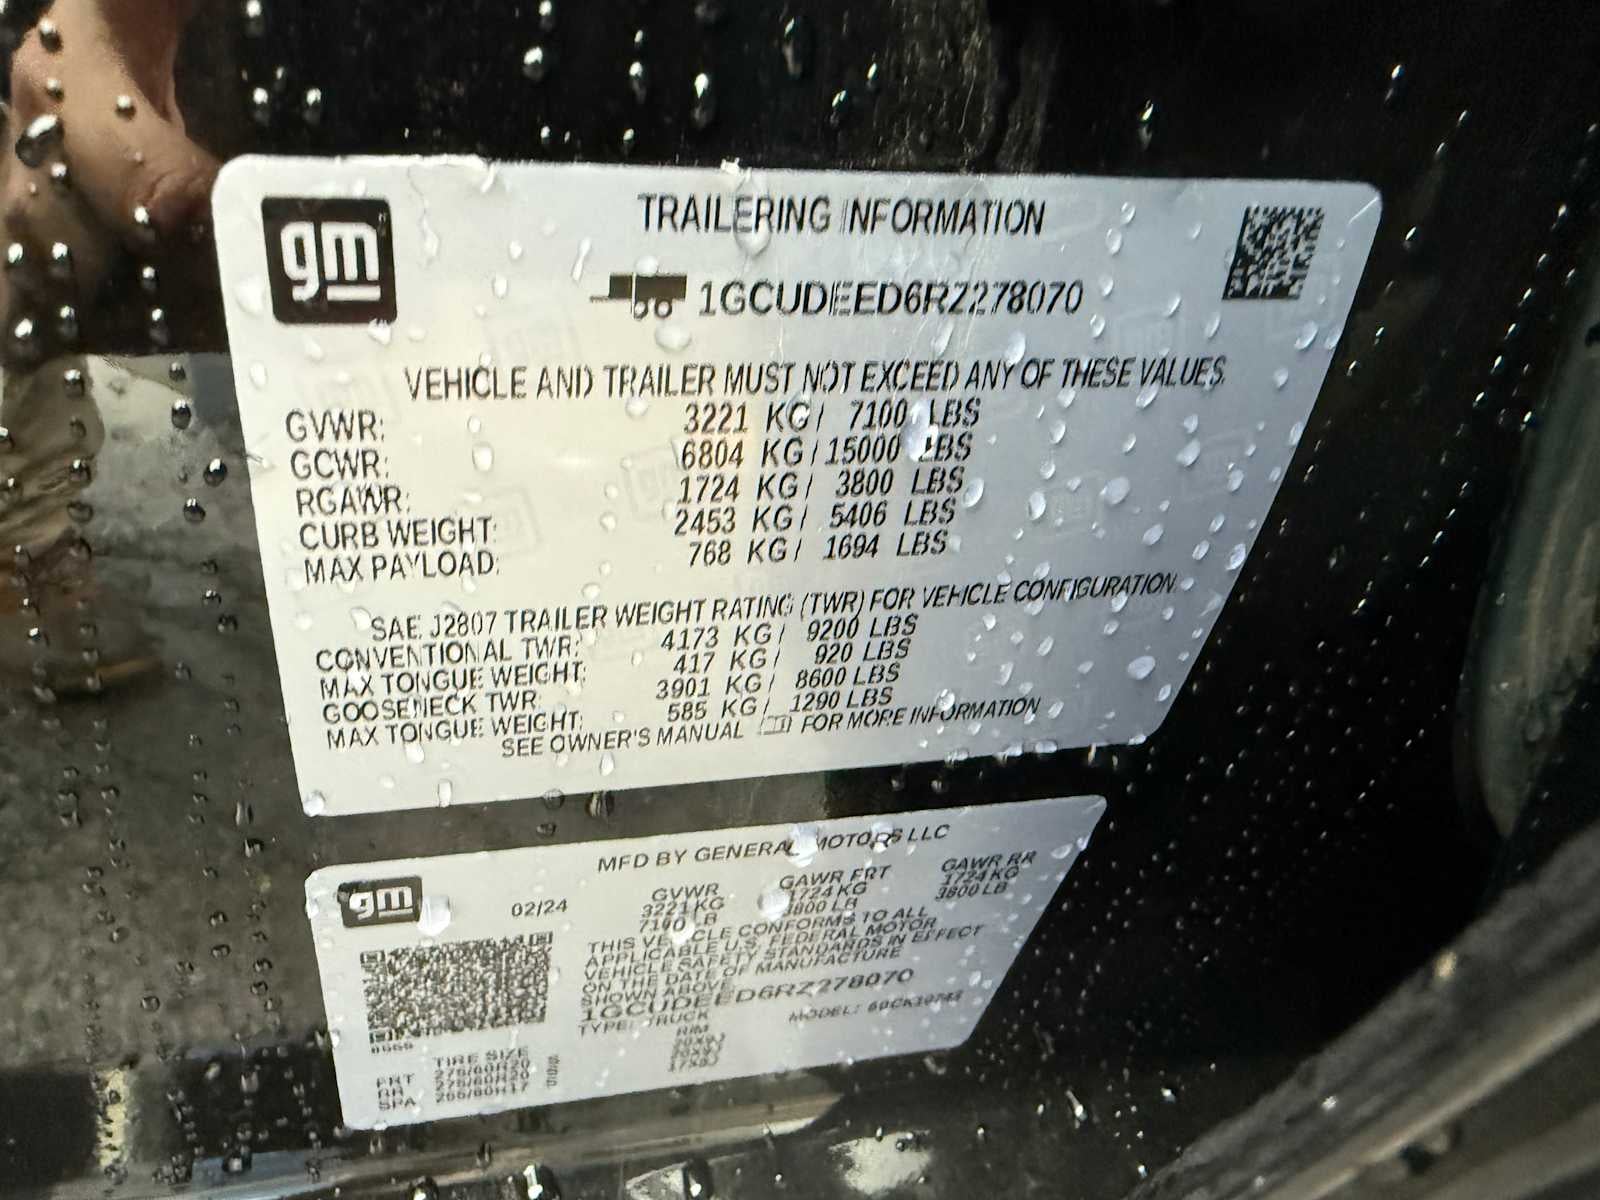 gm
TRAILERING INFORMATION
1GCUDEED6RZ278070
VEHICLE AND TRAILER MUST NOT EXCEED ANY OF THESE VALUES.
GVWR: 3221 KG / 7100 LBS
GCWR: 6804 KG / 15000 LBS
RGAWR: 1724 KG / 3800 LBS
CURB WEIGHT: 2453 KG / 5406 LBS
MAX PAYLOAD: 768 KG / 1694 LBS
SAE J2807 TRAILER WEIGHT RATING (TWR) FOR VEHICLE CONFIGURATION
CONVENTIONAL TWR: 4173 KG / 9200 LBS
MAX TONGUE WEIGHT: 417 KG / 920 LBS
GOOSENECK TWR: 3901 KG / 8600 LBS
MAX TONGUE WEIGHT: 585 KG / 1290 LBS
SEE OWNER'S MANUAL FOR MORE INFORMATION
gm
MFD BY GENERAL MOTORS LLC
02/24
GVWR GAWR FRT GAWR RR
3221 KG 1724 KG 1724 KG
7100 LB 3800 LB 3800 LB
THIS VEHICLE CONFORMS TO ALL
APPLICABLE U.S. FEDERAL MOTOR
VEHICLE SAFETY STANDARDS IN EFFECT
ON THE DATE OF MANUFACTURE
SHOWN ABOVE.
1GCUDEED6RZ278070
TYPE: TRUCK MODEL:
TIRE SIZE RIM
FRT 275/60R20 20X9J
RR 275/60R20 20X9J
SPA 17X8J